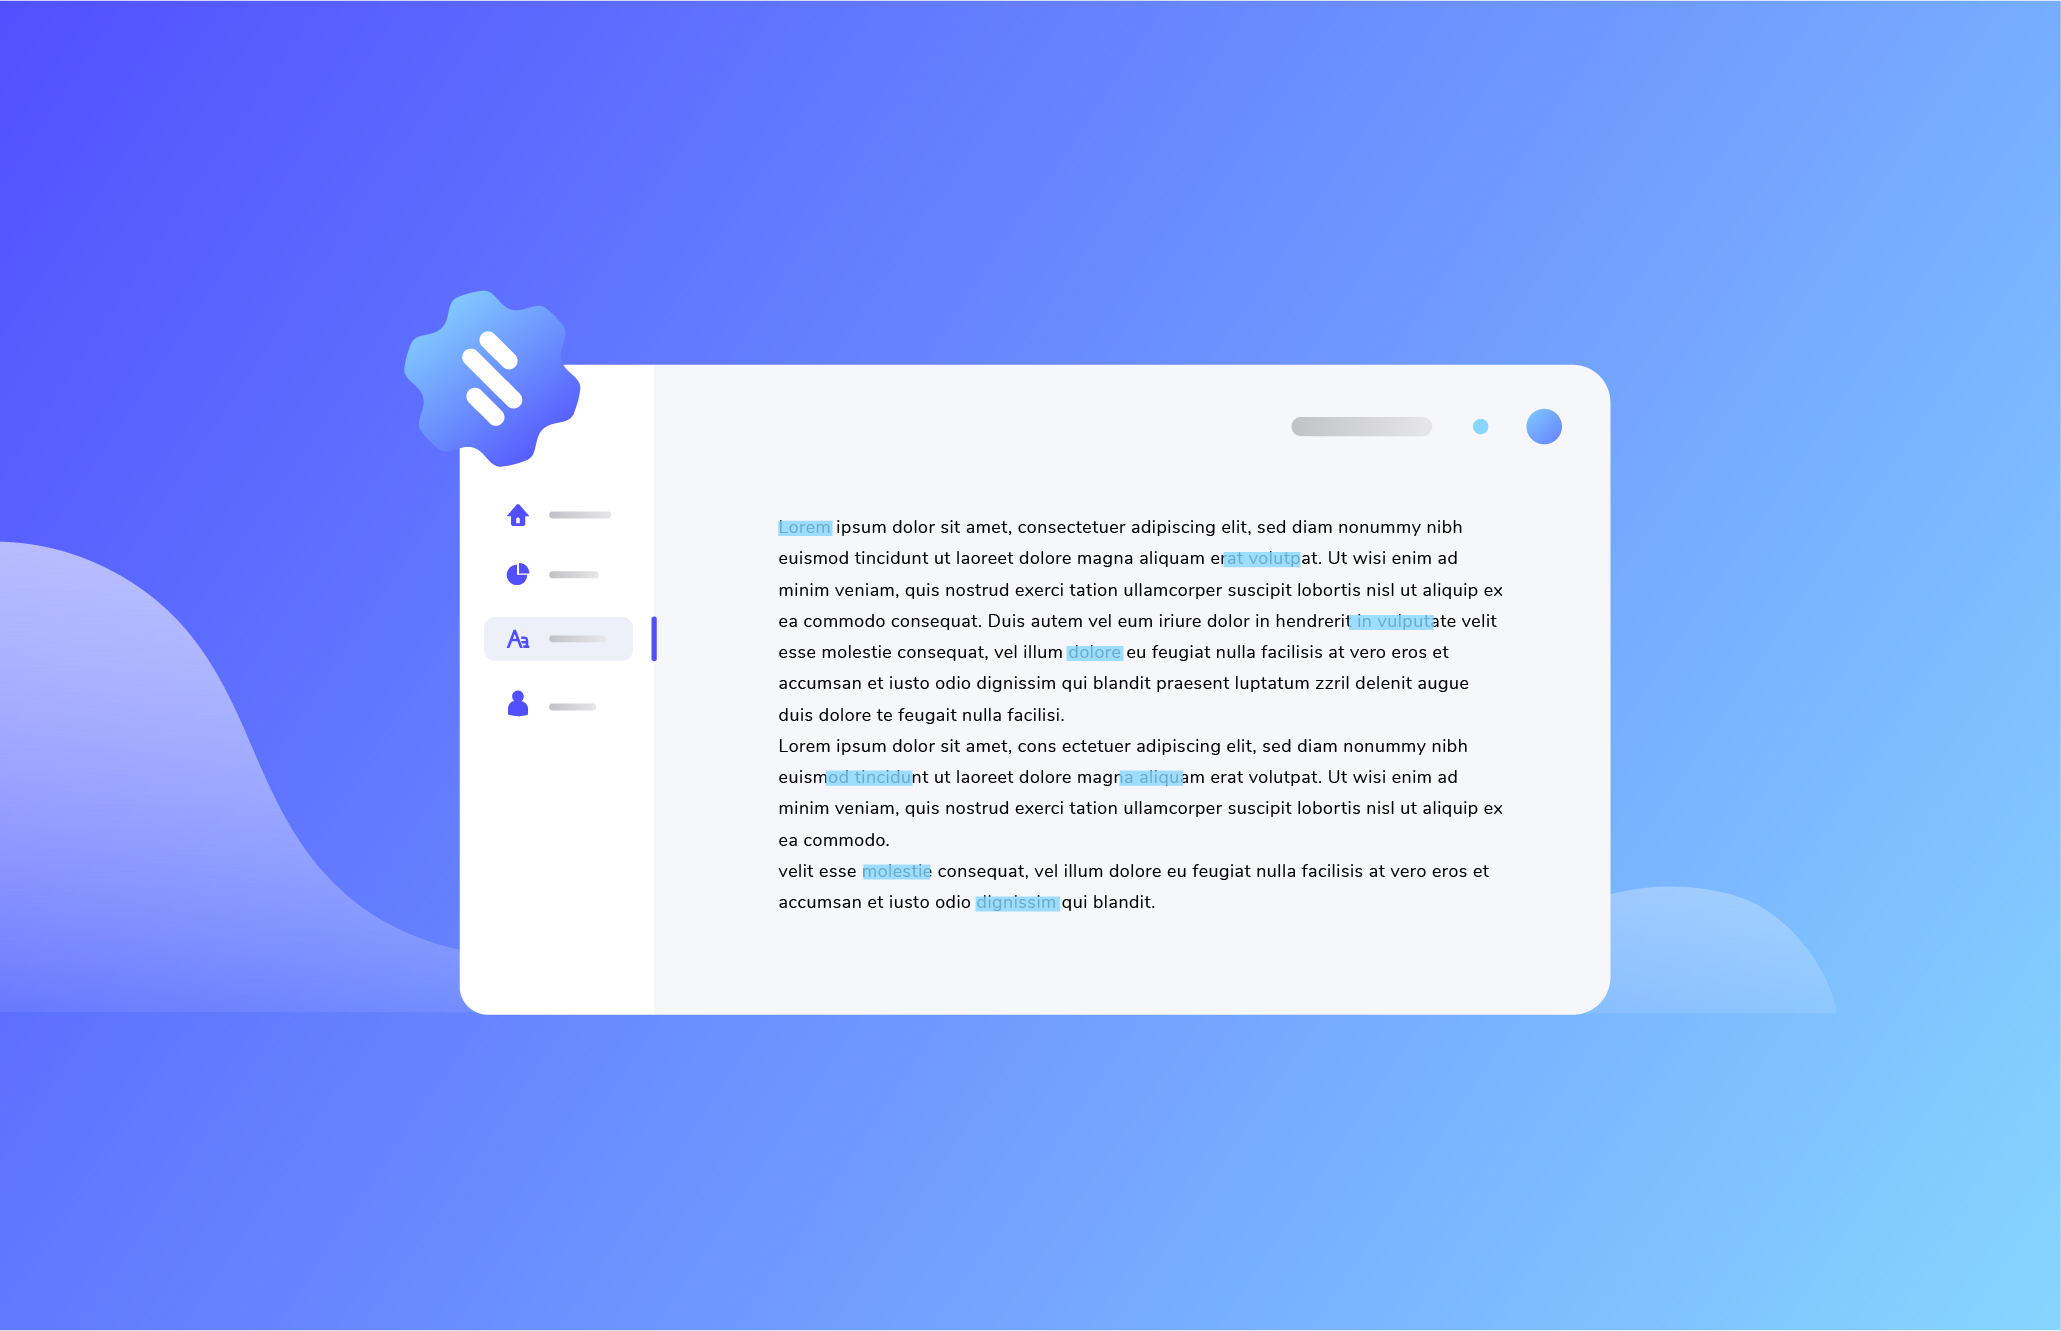 Lorem ipsum dolor sit amet, consectetuer adipiscing elit, sed diam nonummy nibh
euismod tincidunt ut laoreet dolore magna aliquam erat volutpat. Ut wisi enim ad
minim veniam, quis nostrud exerci tation ullamcorper suscipit lobortis nisl ut aliquip ex
ea commodo consequat. Duis autem vel eum iriure dolor in hendrerit in vulputate velit
esse molestie consequat, vel illum dolore eu feugiat nulla facilisis at vero eros et
accumsan et iusto odio dignissim qui blandit praesent luptatum zzril delenit augue
duis dolore te feugait nulla facilisi.
Lorem ipsum dolor sit amet, cons ectetuer adipiscing elit, sed diam nonummy nibh
euismod tincidunt ut laoreet dolore magna aliquam erat volutpat. Ut wisi enim ad
minim veniam, quis nostrud exerci tation ullamcorper suscipit lobortis nisl ut aliquip ex
ea commodo.
velit esse molestie consequat, vel illum dolore eu feugiat nulla facilisis at vero eros et
accumsan et iusto odio dignissim qui blandit.